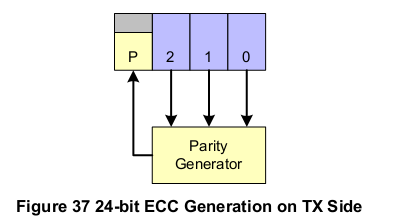 P 2 1 0
Parity
Generator
Figure 37 24-bit ECC Generation on TX Side